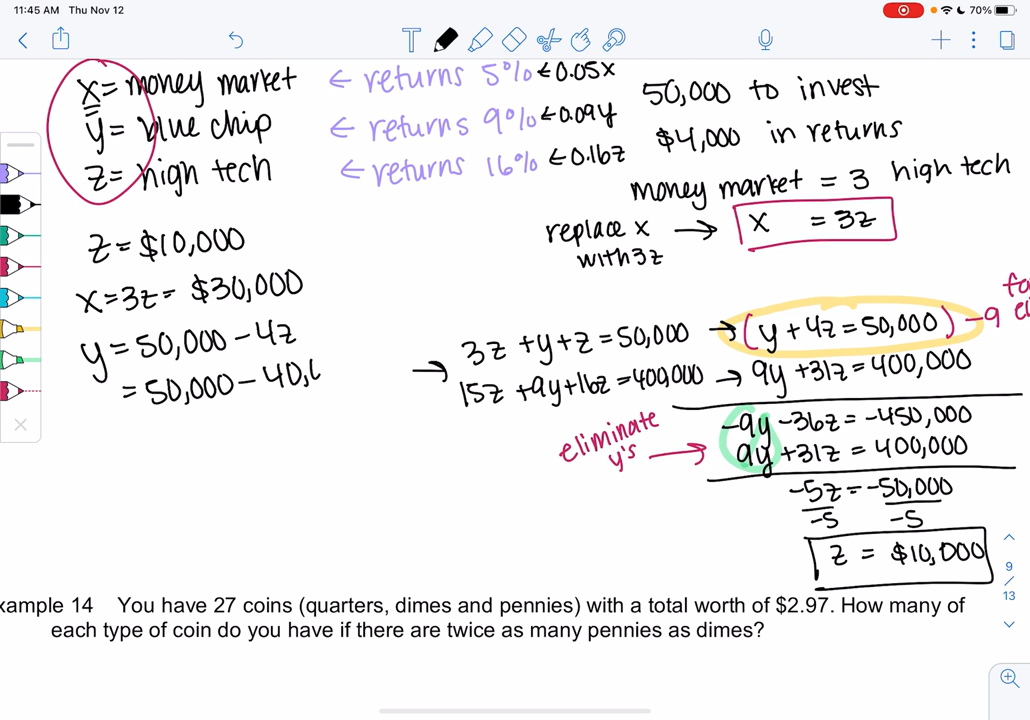 11:45 AM Thu Nov 12
70%
x = money market ← returns 5% ← 0.05x
y = blue chip ← returns 9% ← 0.09y
z = high tech ← returns 16% ← 0.16z
50,000 to invest
$4,000 in returns
money market = 3 high tech
replace x with 3z → x = 3z
z = $10,000
x = 3z = $30,000
y = 50,000 - 4z
= 50,000 - 40,0
→ 3z + y + z = 50,000 → (y + 4z = 50,000) -9
15z + 9y + 16z = 400,000 → 9y + 31z = 400,000
eliminate y's →
-9y - 36z = -450,000
9y + 31z = 400,000
-5z = -50,000
-5 -5
z = $10,000
9
/
13
xample 14 You have 27 coins (quarters, dimes and pennies) with a total worth of $2.97. How many of
each type of coin do you have if there are twice as many pennies as dimes?